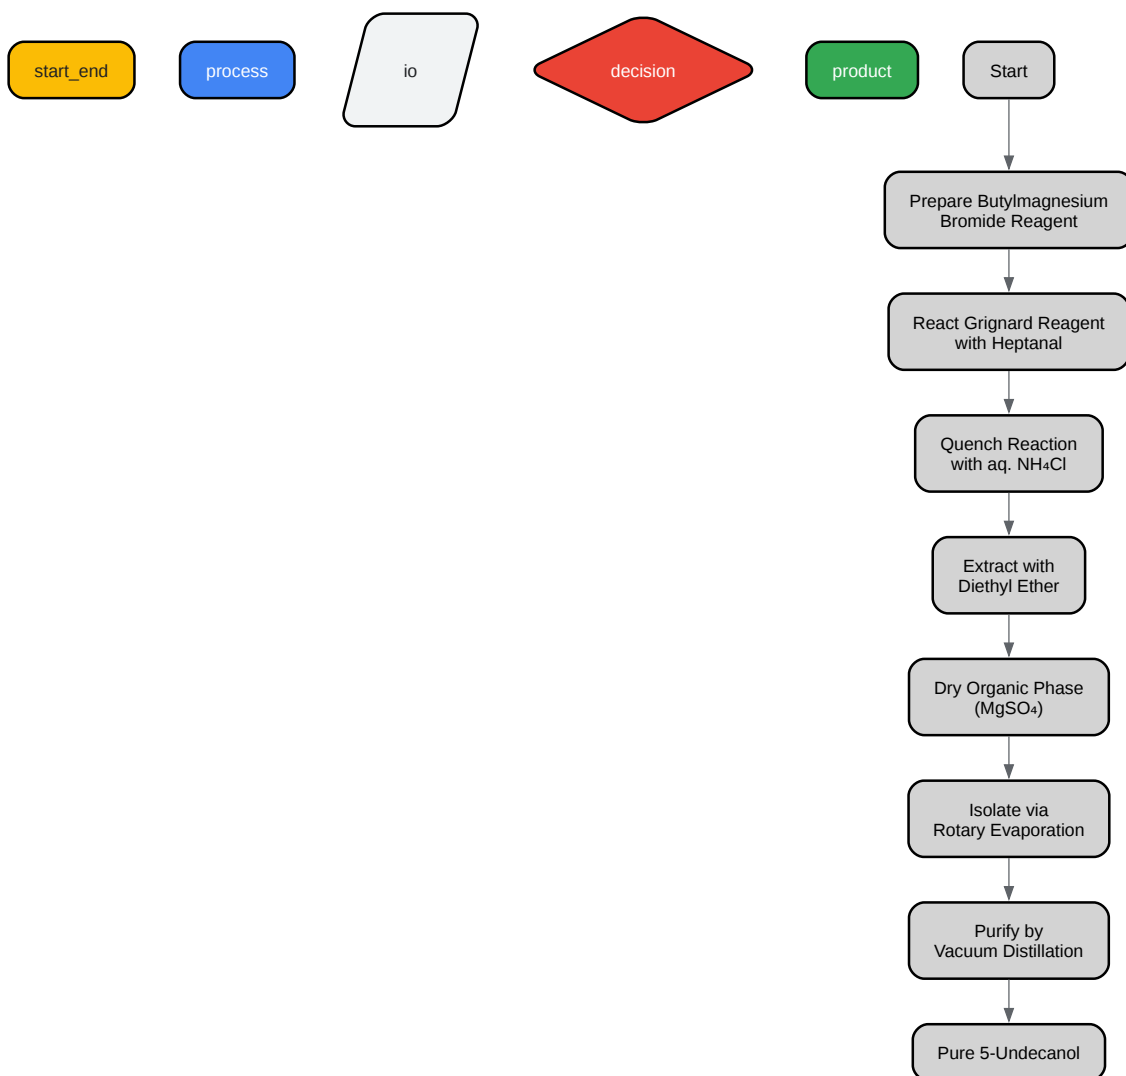 start_end
process
io
decision
product
Start
Prepare Butylmagnesium
Bromide Reagent
React Grignard Reagent
with Heptanal
Quench Reaction
with aq. NH₄Cl
Extract with
Diethyl Ether
Dry Organic Phase
(MgSO₄)
Isolate via
Rotary Evaporation
Purify by
Vacuum Distillation
Pure 5-Undecanol